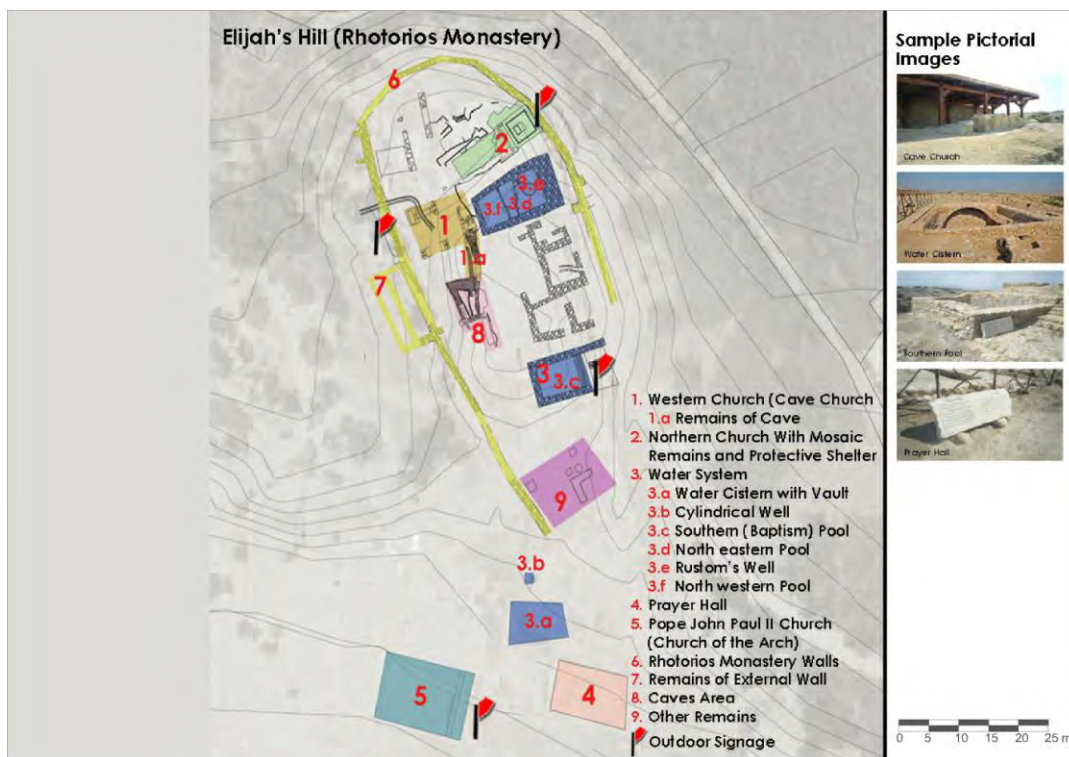 Elijah's Hill (Rhotorios Monastery)
6
2
3.e
3.d
3.f
1
1.a
7
8
3
3.c
9
3.b
3.a
5
4
1. Western Church (Cave Church
1.a Remains of Cave
2. Northern Church With Mosaic
Remains and Protective Shelter
3. Water System
3.a Water Cistern with Vault
3.b Cylindrical Well
3.c Southern (Baptism) Pool
3.d North eastern Pool
3.e Rustom's Well
3.f North western Pool
4. Prayer Hall
5. Pope John Paul II Church
(Church of the Arch)
6. Rhotorios Monastery Walls
7. Remains of External Wall
8. Caves Area
9. Other Remains
Outdoor Signage
Sample Pictorial
Images
Cave Church
Water Cistern
Southern Pool
Prayer Hall
0 5 10 15 20 25 m